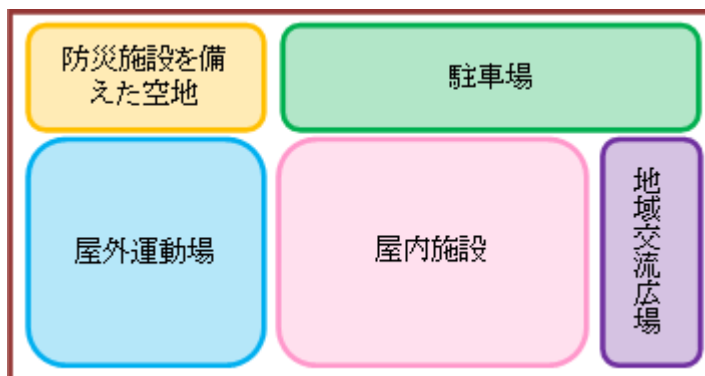 防災施設を備
えた空地
駐車場
屋外運動場
屋内施設
地域交流広場